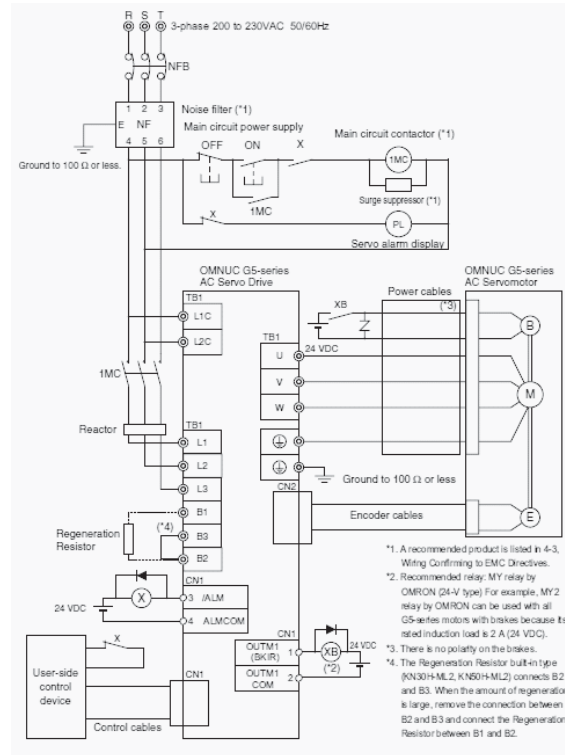 R S T
3-phase 200 to 230VAC 50/60Hz
NFB
1 2 3
E NF
4 5 6
Noise filter (*1)
Main circuit power supply
OFF ON X
Main circuit contactor (*1)
1MC
Ground to 100 Ω or less.
Surge suppressor (*1)
1MC
X
PL
Servo alarm display
OMNUC G5-series
AC Servo Drive
OMNUC G5-series
AC Servomotor
TB1
L1C
L2C
XB
Power cables
(*3)
B
TB1
24 VDC
U
V
W
M
1MC
Reactor
TB1
L1
L2
L3
B1
B3
B2
(*4)
Regeneration
Resistor
Ground to 100 Ω or less
CN2
Encoder cables
E
CN1
X
3 /ALM
24 VDC
4 ALMCOM
X
User-side
control
device
CN1
Control cables
CN1
OUTM1
(BKIR)
1
XB
24 VDC
(*2)
OUTM1
COM
2
*1. A recommended product is listed in 4-3,
Wiring Confirming to EMC Directives.
*2. Recommended relay: MY relay by
OMRON (24-V type) For example, MY2
relay by OMRON can be used with all
G5-series motors with brakes because its
rated induction load is 2 A (24 VDC).
*3. There is no polarity on the brakes.
*4. The Regeneration Resistor built-in type
(KN30H-ML2, KN50H-ML2) connects B2
and B3. When the amount of regeneration
is large, remove the connection between
B2 and B3 and connect the Regeneration
Resistor between B1 and B2.